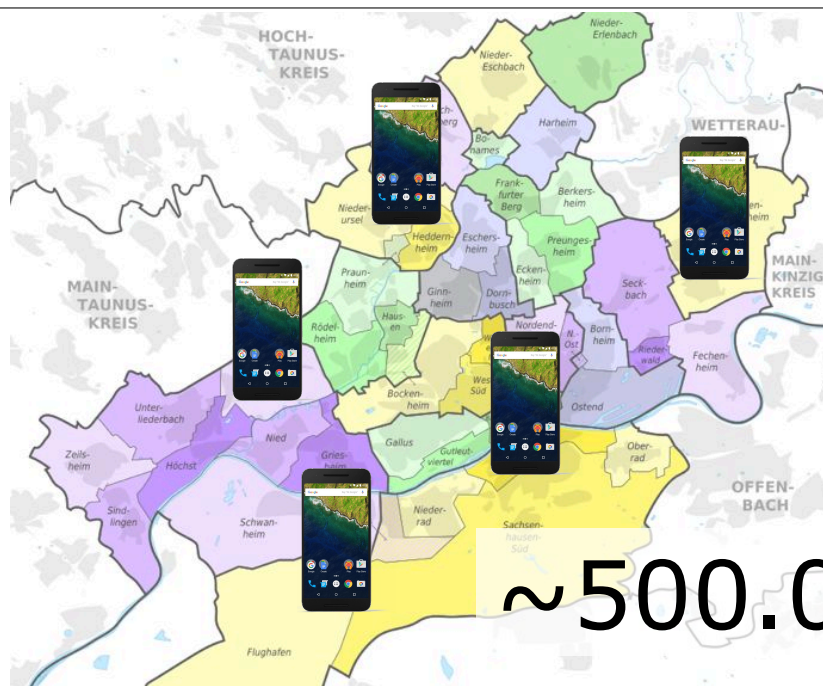 HOCH-
TAUNUS-
KREIS
Nieder-
Erlenbach
Nieder-
Eschbach
Harheim
Bo-
names
WETTERAU-
Frank-
furter
Berg
Berkers-
heim
Nieder-
ursel
Heddern-
heim
Eschers-
heim
Preunges-
heim
Ecken-
heim
MAIN-
KINZIG
KREIS
MAIN-
TAUNUS-
KREIS
Praun-
heim
Ginn-
heim
Dorn-
busch
Seck-
bach
Rödel-
heim
Haus-
en
Nordend-
N.-
Ost
Born-
heim
Rieder-
wald
Fechen-
heim
Bocken-
heim
Süd
Ostend
Unter-
liederbach
Zeils-
heim
Höchst
Nied
Gries-
Gallus
Gutleut-
viertel
Ober-
rad
Sind-
lingen
Schwan-
heim
Nieder-
rad
Sachsen-
hausen-
Süd
OFFEN-
BACH
~500.0
Flughafen